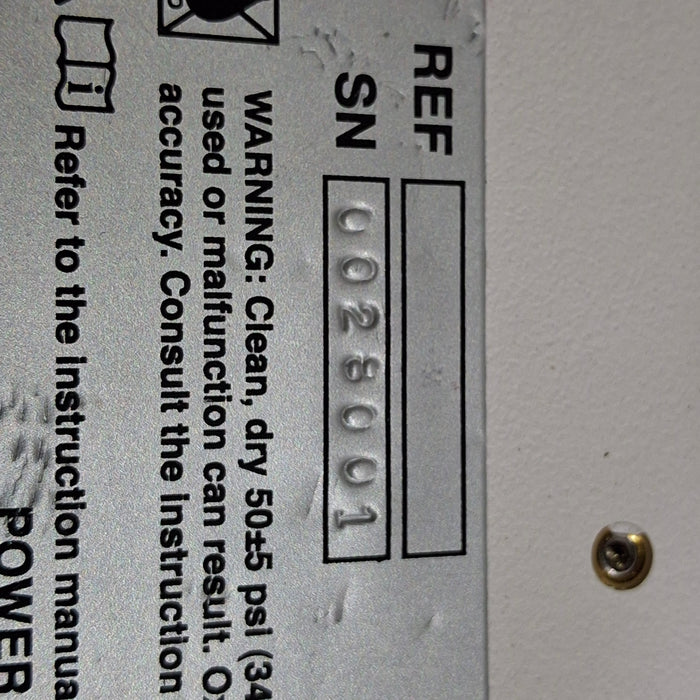 REF
SN 0028001
WARNING: Clean, dry 50±5 psi (34
used or malfunction can result.
accuracy. Consult the instruction
i Refer to the instruction manua
POWER